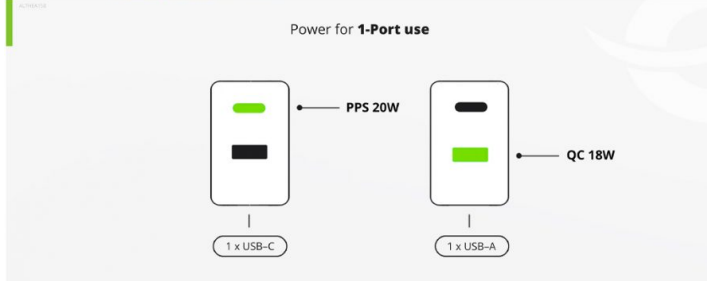 Power for 1-Port use
PPS 20W
QC 18W
1 x USB–C
1 x USB–A